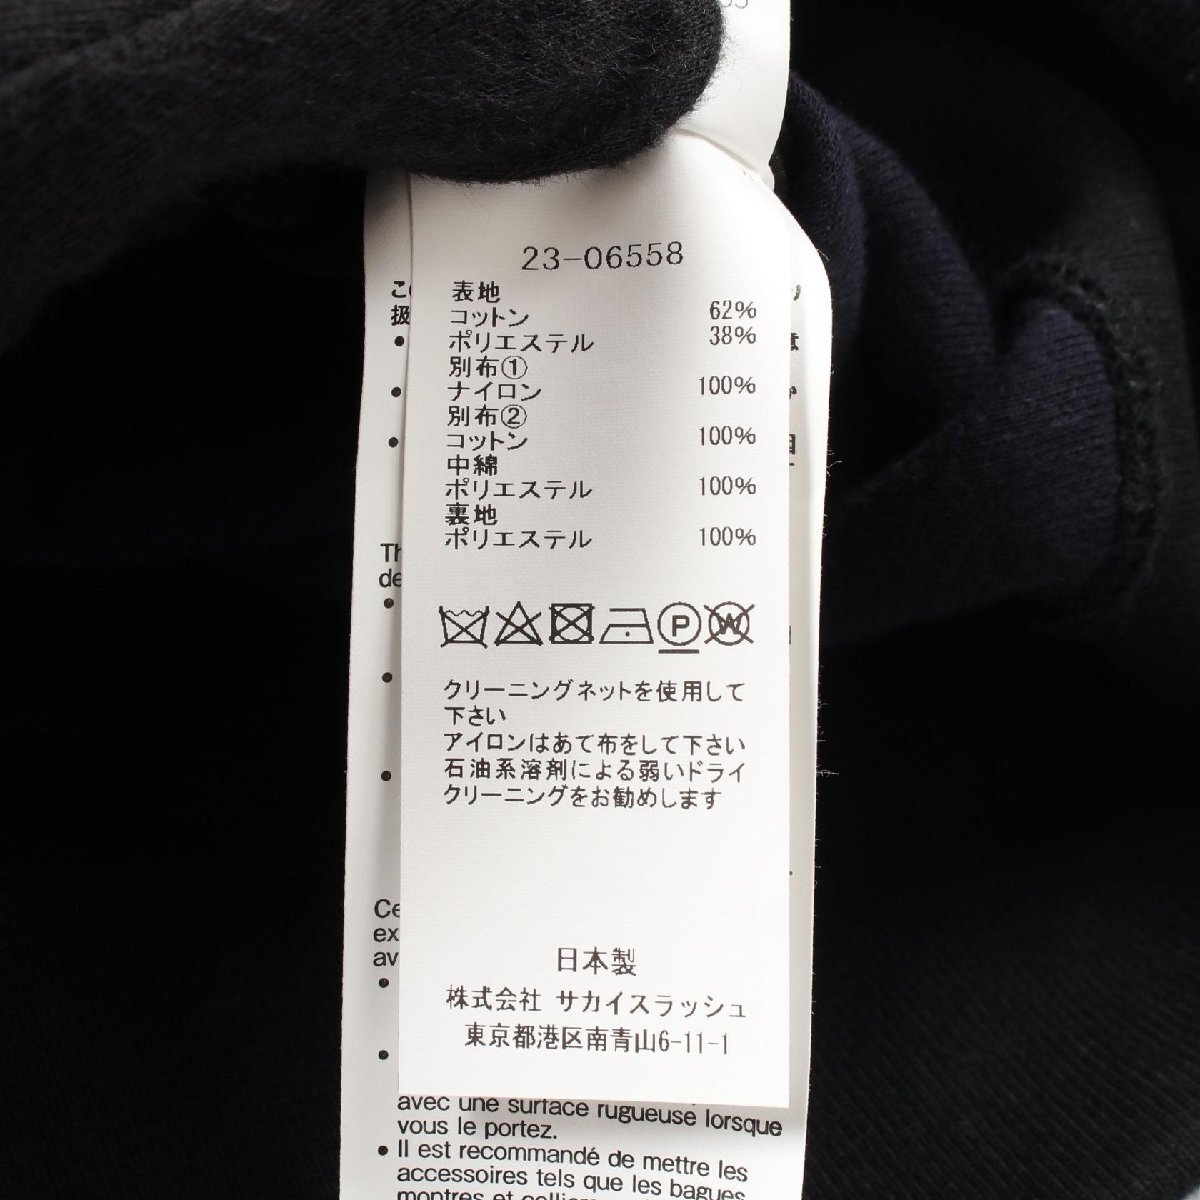 23-06558
表地
コットン 62%
ポリエステル 38%
別布①
ナイロン 100%
別布②
コットン 100%
中綿
ポリエステル 100%
裏地
ポリエステル 100%
P W
クリーニングネットを使用して
下さい
アイロンはあて布をして下さい
石油系溶剤による弱いドライ
クリーニングをお勧めします
日本製
株式会社 サカイスラッシュ
東京都港区南青山6-11-1
avec une surface rugueuse lorsque
vous le portez.
• Il est recommandé de mettre les
accessoires tels que les bagues,
montres et